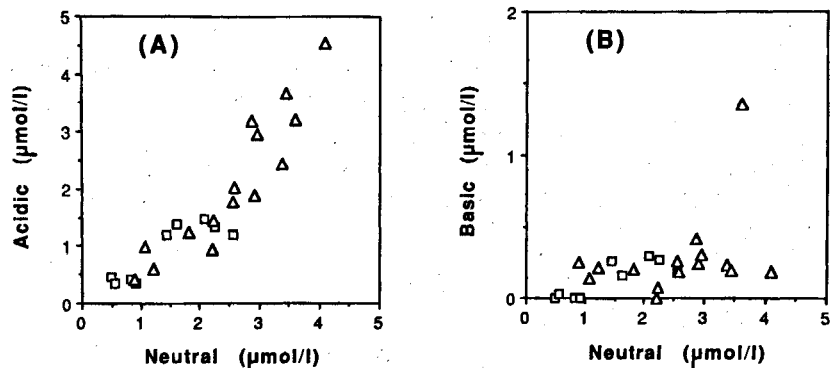 (A)
Acidic (μmol/l)
5
4
3
2
1
0
0 1 2 3 4 5
Neutral (μmol/l)
(B)
Basic (μmol/l)
2
1
0
0 1 2 3 4 5
Neutral (μmol/l)